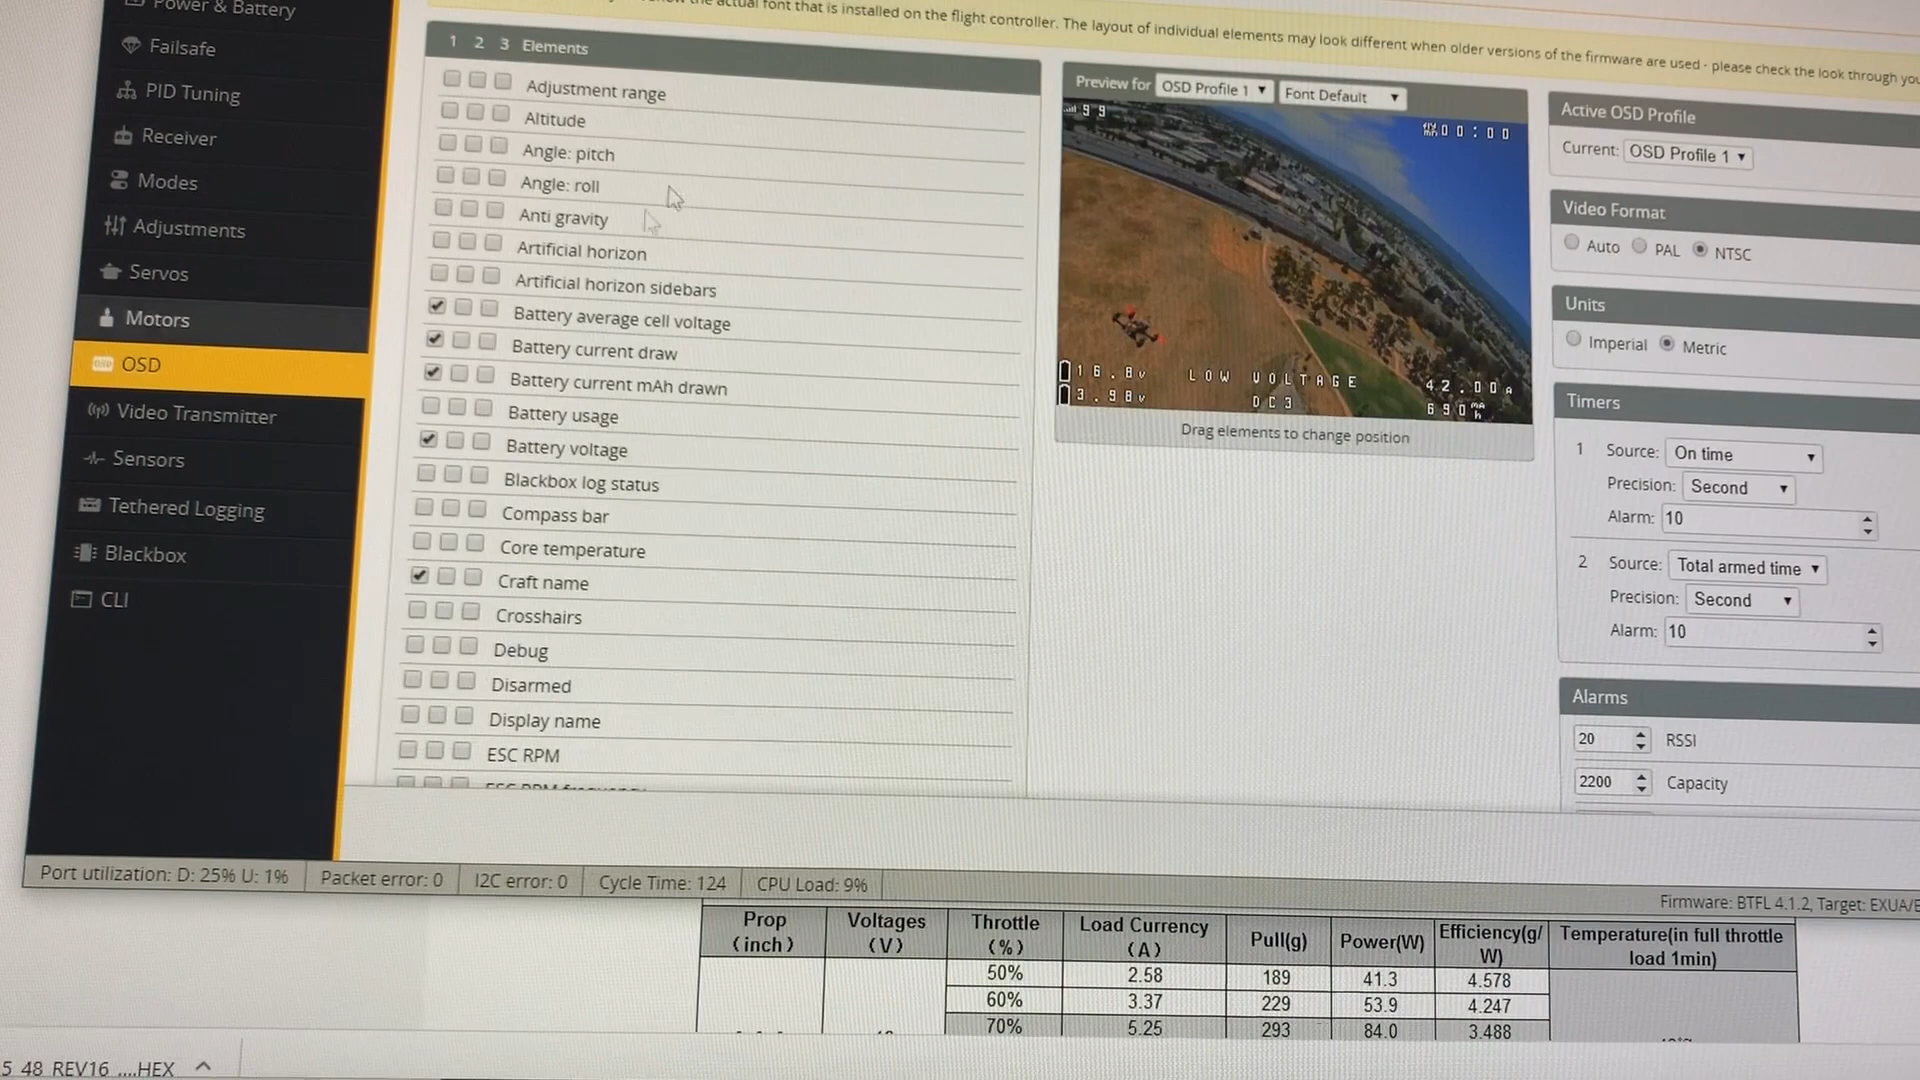 Power & Battery
Failsafe
PID Tuning
Receiver
Modes
Adjustments
Servos
Motors
OSD
Video Transmitter
Sensors
Tethered Logging
Blackbox
CLI
the actual font that is installed on the flight controller. The layout of individual elements may look different when older versions of the firmware are used - please check the look through you
1 2 3 Elements
Adjustment range
Altitude
Angle: pitch
Angle: roll
Anti gravity
Artificial horizon
Artificial horizon sidebars
Battery average cell voltage
Battery current draw
Battery current mAh drawn
Battery usage
Battery voltage
Blackbox log status
Compass bar
Core temperature
Craft name
Crosshairs
Debug
Disarmed
Display name
ESC RPM
ESC RPM frequency
Preview for OSD Profile 1 Font Default
99
00:00
16.8V LOW VOLTAGE 42.00A
3.98V DC3 690
Drag elements to change position
Active OSD Profile
Current: OSD Profile 1
Video Format
Auto PAL NTSC
Units
Imperial Metric
Timers
1 Source: On time
Precision: Second
Alarm: 10
2 Source: Total armed time
Precision: Second
Alarm: 10
Alarms
20 RSSI
2200 Capacity
Port utilization: D: 25% U: 1% Packet error: 0 I2C error: 0 Cycle Time: 124 CPU Load: 9%
Firmware: BTFL 4.1.2, Target: EXUA/
Prop (inch) Voltages (V) Throttle (%) Load Currency (A) Pull(g) Power(W) Efficiency(g/W) Temperature(in full throttle load 1min)
50% 2.58 189 41.3 4.578
60% 3.37 229 53.9 4.247
70% 5.25 293 84.0 3.488
5 48 REV16 ....HEX